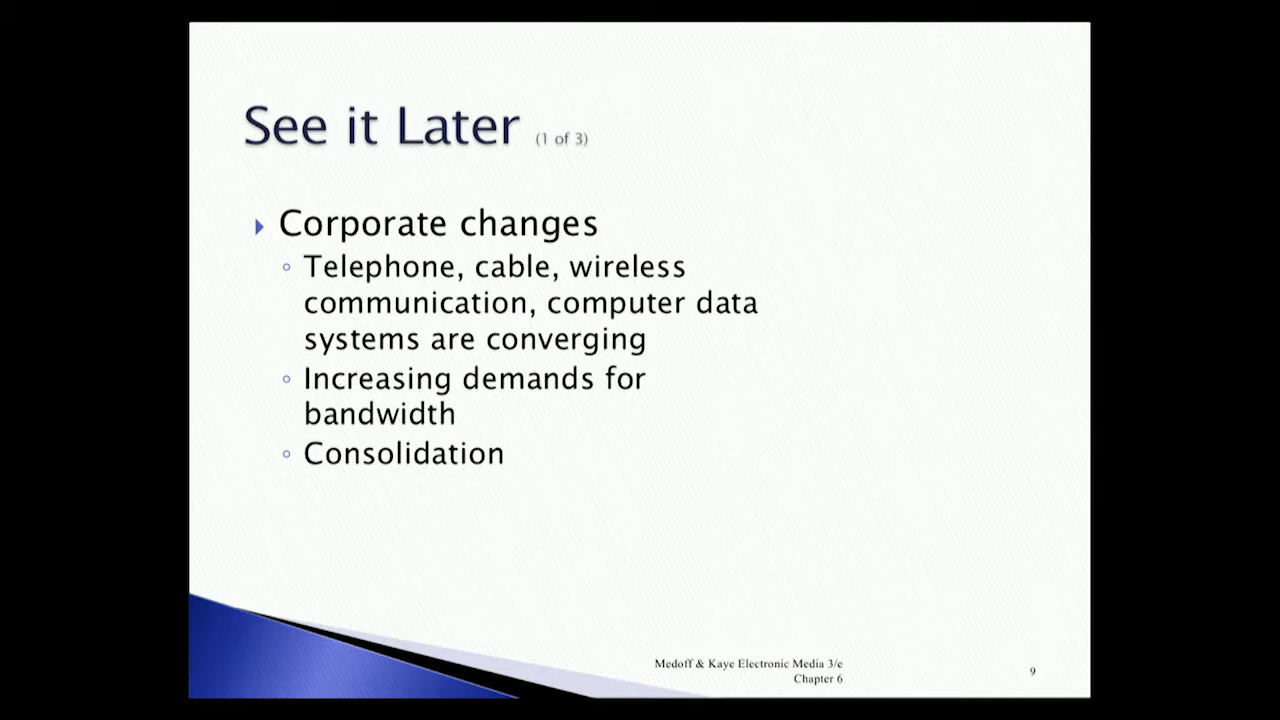 See it Later (1 of 3)
Corporate changes
Telephone, cable, wireless
communication, computer data
systems are converging
Increasing demands for
bandwidth
Consolidation
Medoff & Kaye Electronic Media 3/e
Chapter 6
9